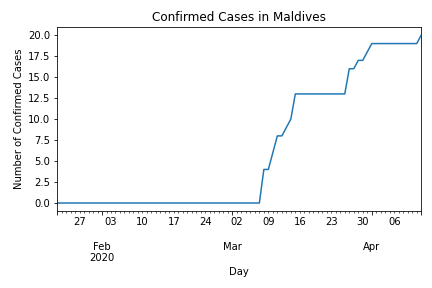 Confirmed Cases in Maldives
Number of Confirmed Cases
20.0
17.5
15.0
12.5
10.0
7.5
5.0
2.5
0.0
27 03 10 17 24 02 09 16 23 30 06
Feb Mar Apr
2020
Day